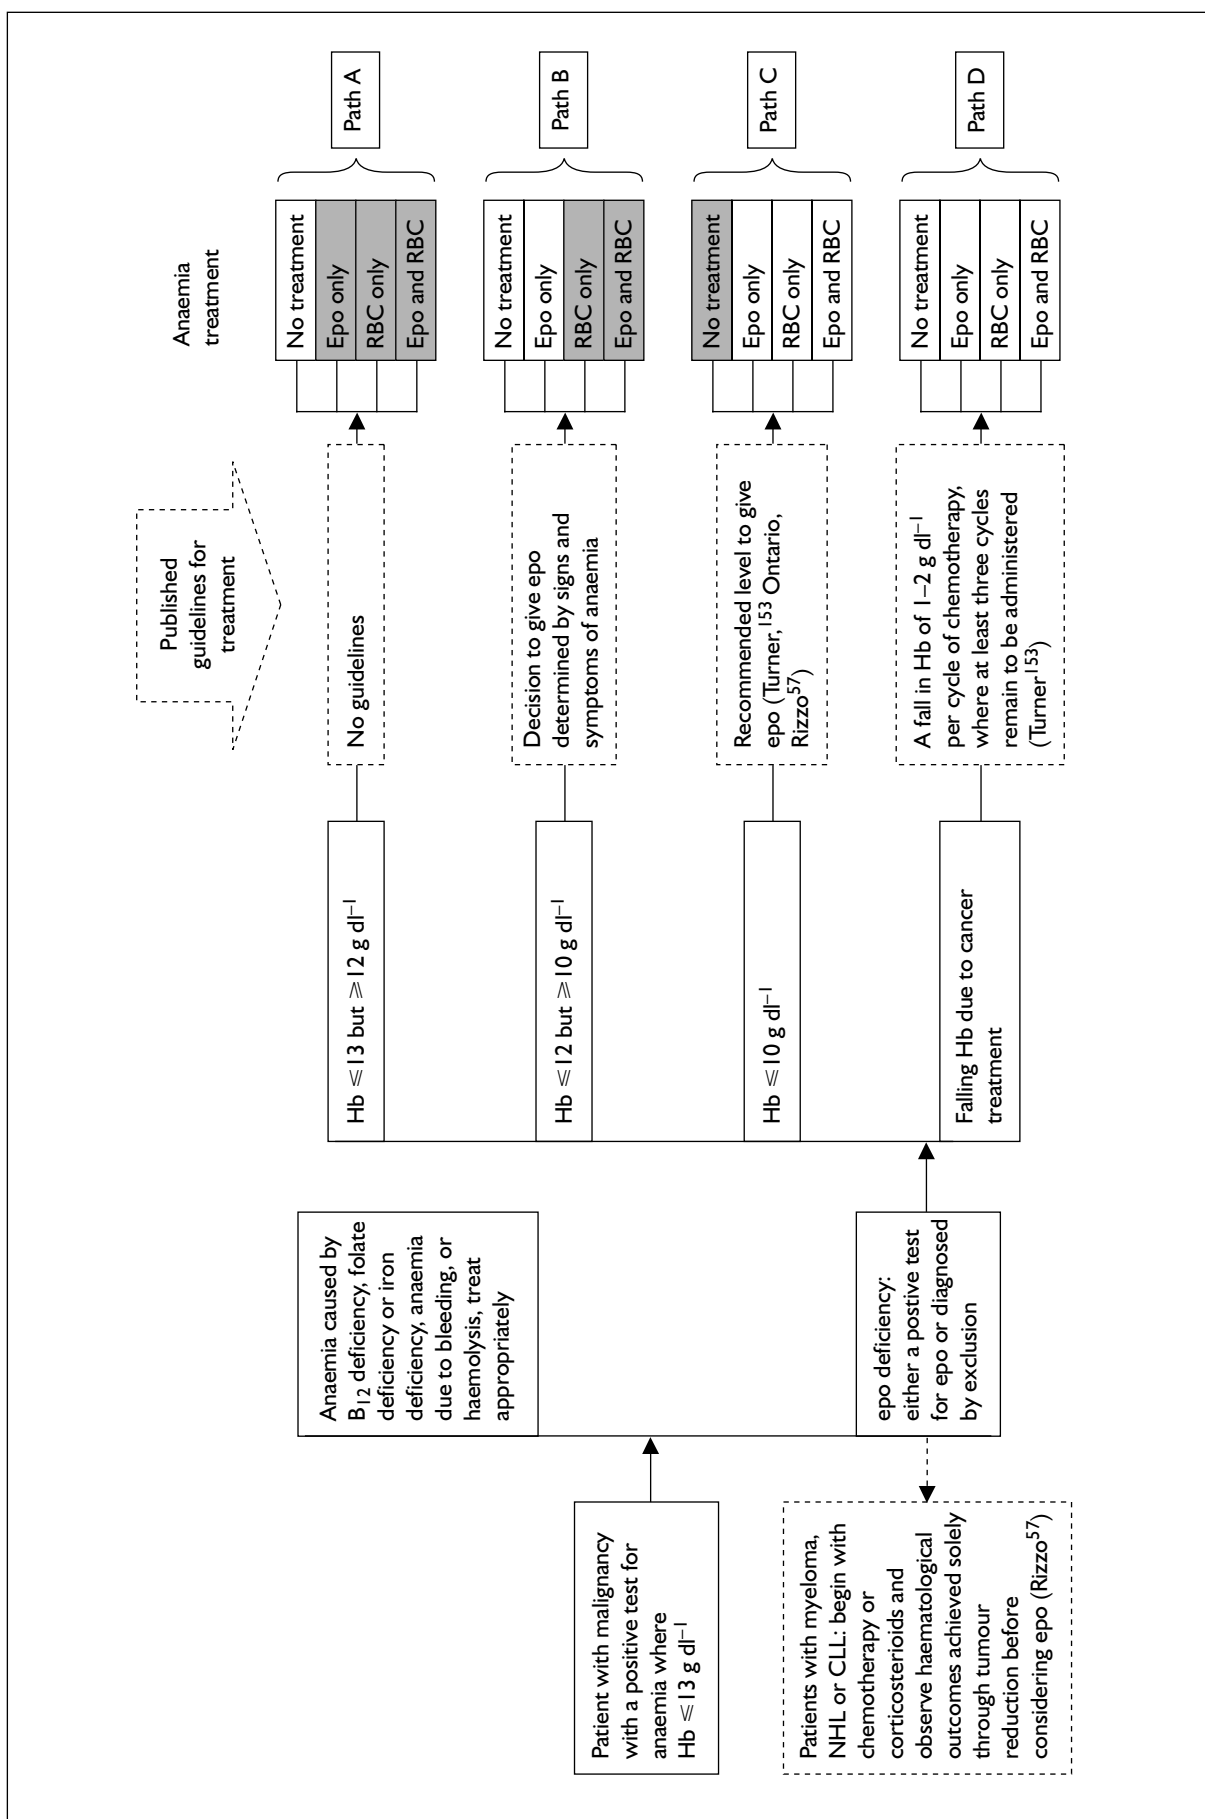 Patient with malignancy
with a positive test for
anaemia where
Hb ⩽13 g dl–1
Patients with myeloma,
NHL or CLL: begin with
chemotherapy or
corticosterioids and
observe haematological
outcomes achieved solely
through tumour
reduction before
considering epo (Rizzo57)
Anaemia caused by
B12 deficiency, folate
deficiency or iron
deficiency, anaemia
due to bleeding, or
haemolysis, treat
appropriately
epo deficiency:
either a postive test
for epo or diagnosed
by exclusion
Published
guidelines for
treatment
Anaemia
treatment
Hb ⩽13 but ⩾12 g dl–1
No guidelines
No treatment
Epo only
RBC only
Epo and RBC
Path A
Hb ⩽12 but ⩾10 g dl–1
Decision to give epo
determined by signs and
symptoms of anaemia
No treatment
Epo only
RBC only
Epo and RBC
Path B
Hb ⩽10 g dl–1
Recommended level to give
epo (Turner,153 Ontario,
Rizzo57)
No treatment
Epo only
RBC only
Epo and RBC
Path C
Falling Hb due to cancer
treatment
A fall in Hb of 1–2 g dl–1
per cycle of chemotherapy,
where at least three cycles
remain to be administered
(Turner153)
No treatment
Epo only
RBC only
Epo and RBC
Path D